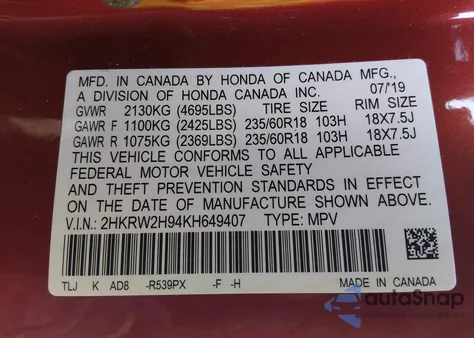 MFD. IN CANADA BY HONDA OF CANADA MFG.,
A DIVISION OF HONDA CANADA INC. 07/'19
GVWR 2130KG (4695LBS) TIRE SIZE RIM SIZE
GAWR F 1100KG (2425LBS) 235/60R18 103H 18X7.5J
GAWR R 1075KG (2369LBS) 235/60R18 103H 18X7.5J
THIS VEHICLE CONFORMS TO ALL APPLICABLE
FEDERAL MOTOR VEHICLE SAFETY
AND THEFT PREVENTION STANDARDS IN EFFECT
ON THE DATE OF MANUFACTURE SHOWN ABOVE.
V.I.N.: 2HKRW2H94KH649407 TYPE: MPV
TLJ K AD8 -R539PX -F -H MADE IN CANADA
autoSnap